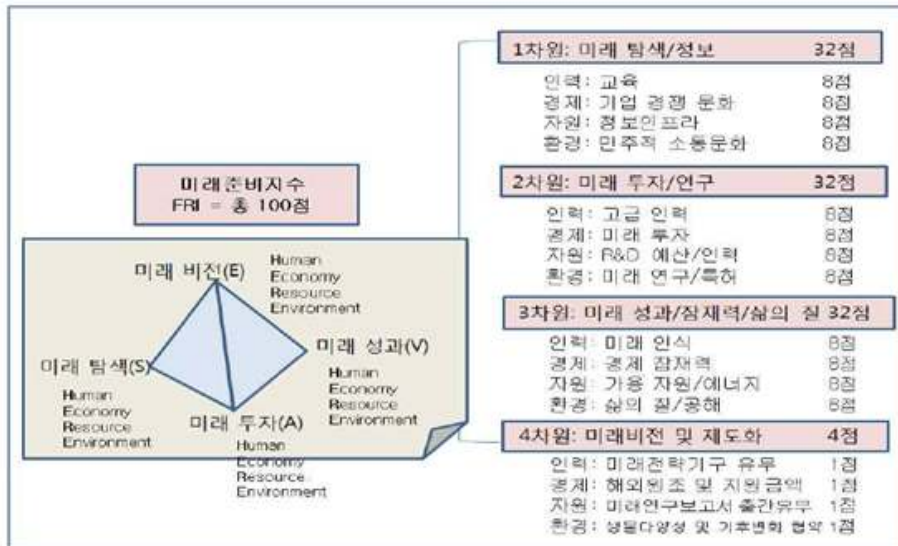 미래준비지수
FRI = 총 100점
미래 비전(E)
Human
Economy
Resource
Environment
미래 성과(V)
Human
Economy
Resource
Environment
미래 탐색(S)
Human
Economy
Resource
Environment
미래 투자(A)
Human
Economy
Resource
Environment
1차원: 미래 탐색/정보 32점
인력: 교육 8점
경제: 기업 경쟁 문화 8점
자원: 정보인프라 8점
환경: 민주적 소통문화 8점
2차원: 미래 투자/연구 32점
인력: 고급 인력 8점
경제: 미래 투자 8점
자원: R&D 예산/인력 8점
환경: 미래 연구/특허 8점
3차원: 미래 성과/잠재력/삶의 질 32점
인력: 미래 인식 8점
경제: 경제 잠재력 8점
자원: 가용 자원/에너지 8점
환경: 삶의 질/공해 8점
4차원: 미래비전 및 제도화 4점
인력: 미래전략기구 유무 1점
경제: 해외원조 및 지원금액 1점
자원: 미래연구보고서 출간유무 1점
환경: 생물다양성 및 기후변화 협약 1점